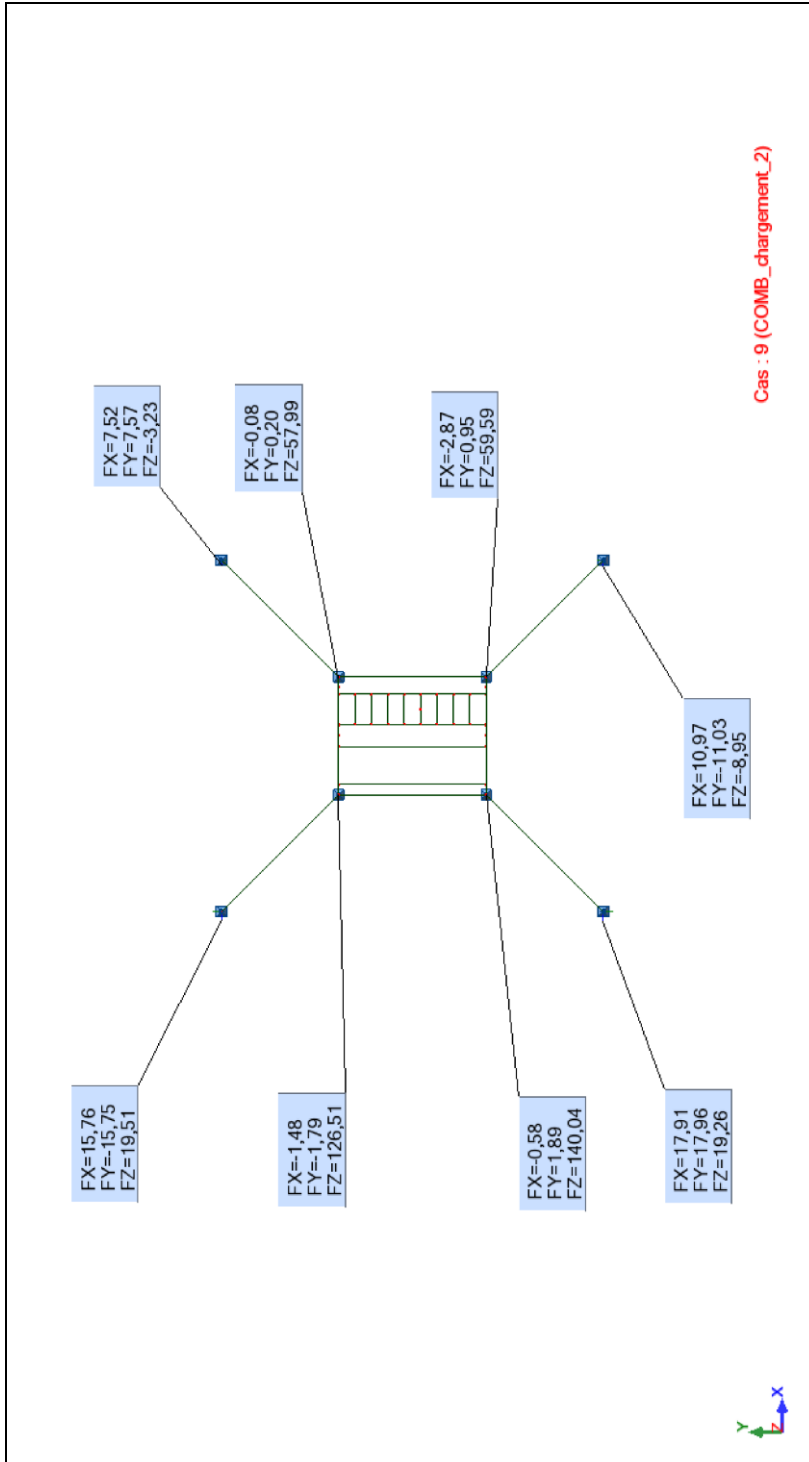 FX=7,52
FY=7,57
FZ=-3,23
FX=-0,08
FY=0,20
FZ=57,99
FX=-2,87
FY=0,95
FZ=59,59
FX=10,97
FY=-11,03
FZ=-8,95
FX=15,76
FY=-15,75
FZ=19,51
FX=-1,48
FY=-1,79
FZ=126,51
FX=-0,58
FY=1,89
FZ=140,04
FX=17,91
FY=17,96
FZ=19,26
Cas : 9 (COMB_chargement_2)
Y
Z
X